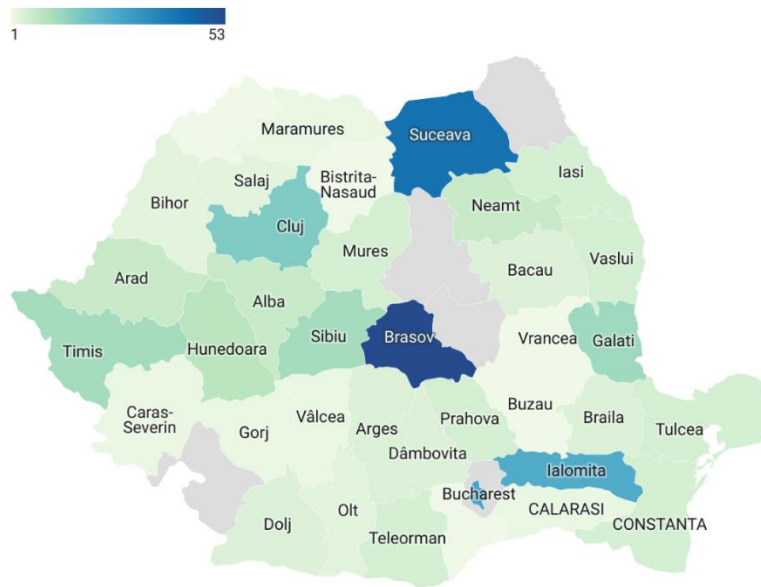 1 53
Maramures
Suceava
Iasi
Bistrita-
Nasaud
Salaj
Bihor
Neamt
Cluj
Mures
Bacau
Vaslui
Arad
Alba
Timis
Hunedoara
Sibiu
Brasov
Vrancea
Galati
Caras-
Severin
Gorj
Vâlcea
Arges
Prahova
Buzau
Braila
Tulcea
Dâmbovita
Ialomita
Bucharest
CALARASI
Olt
Dolj
Teleorman
CONSTANTA